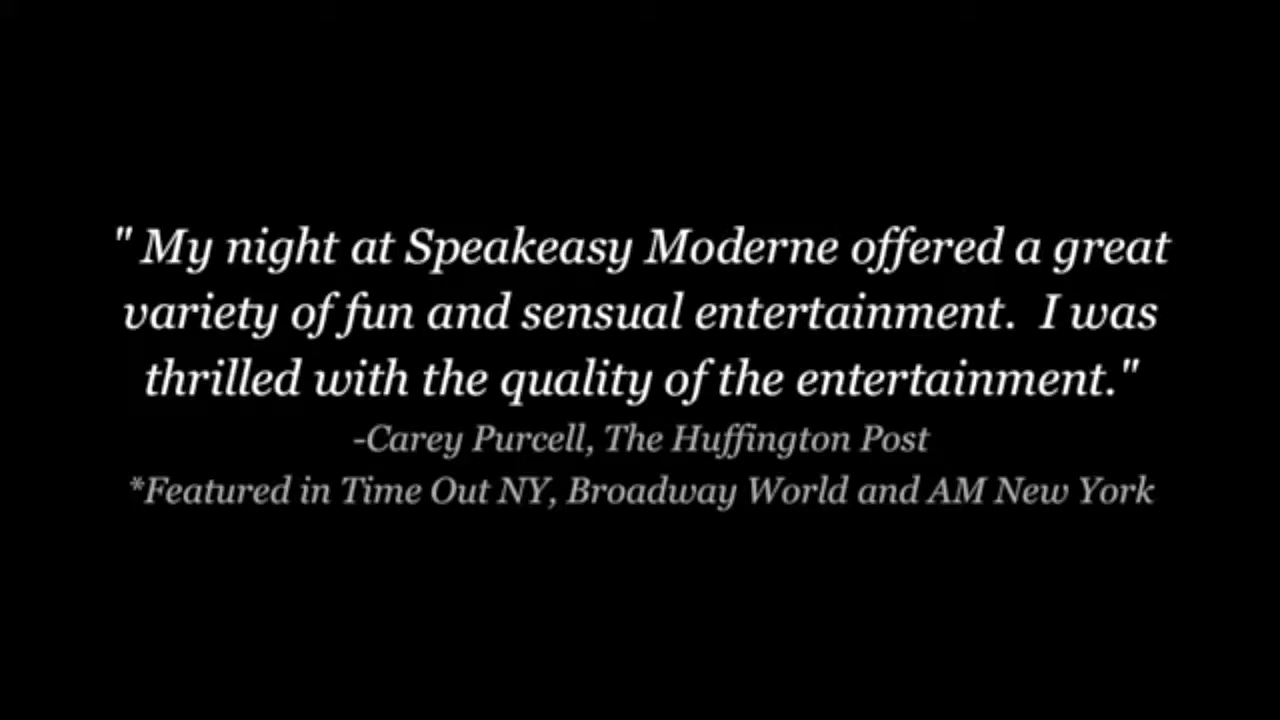 " My night at Speakeasy Moderne offered a great
variety of fun and sensual entertainment.  I was
thrilled with the quality of the entertainment."
-Carey Purcell, The Huffington Post
*Featured in Time Out NY, Broadway World and AM New York